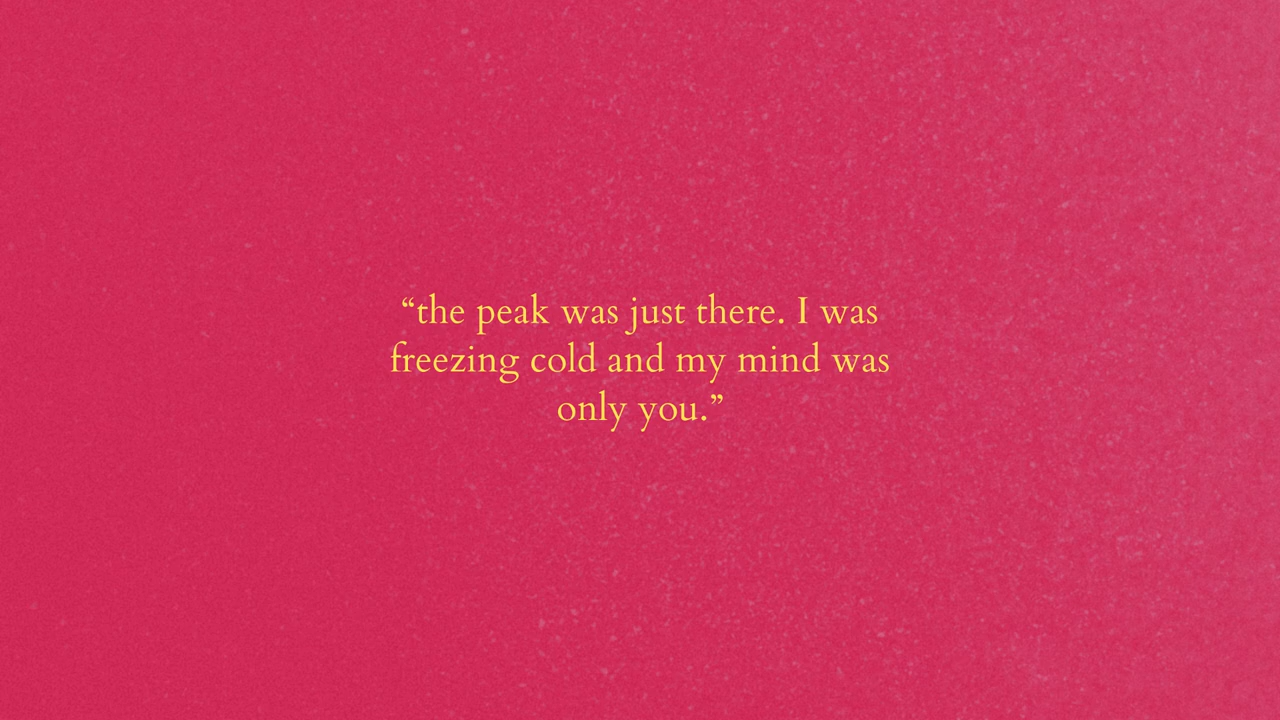 “the peak was just there. I was
freezing cold and my mind was
only you.”